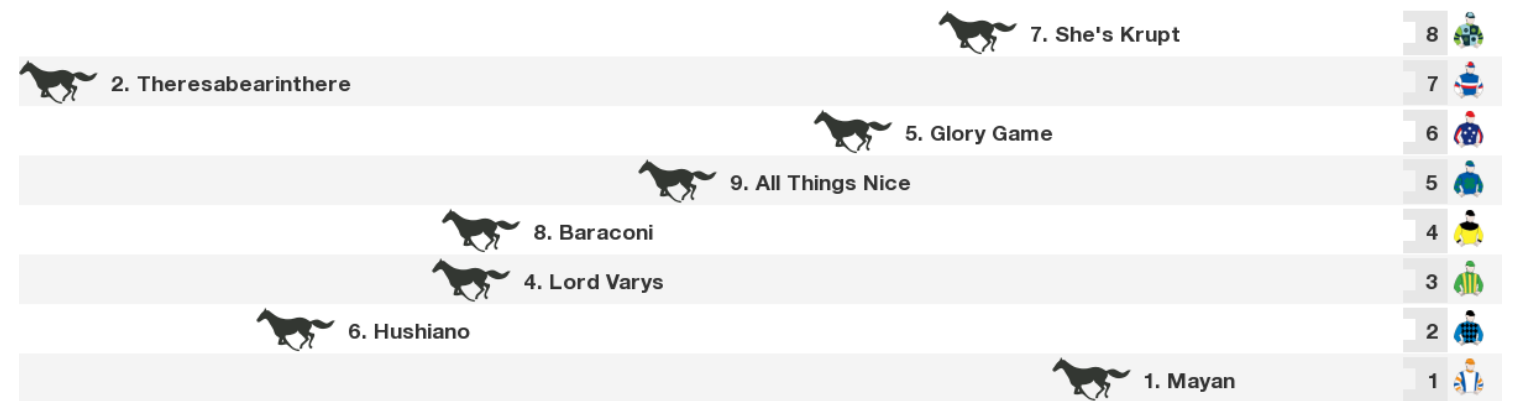 7. She's Krupt 8
2. Theresabearinthere 7
5. Glory Game 6
9. All Things Nice 5
8. Baraconi 4
4. Lord Varys 3
6. Hushiano 2
1. Mayan 1